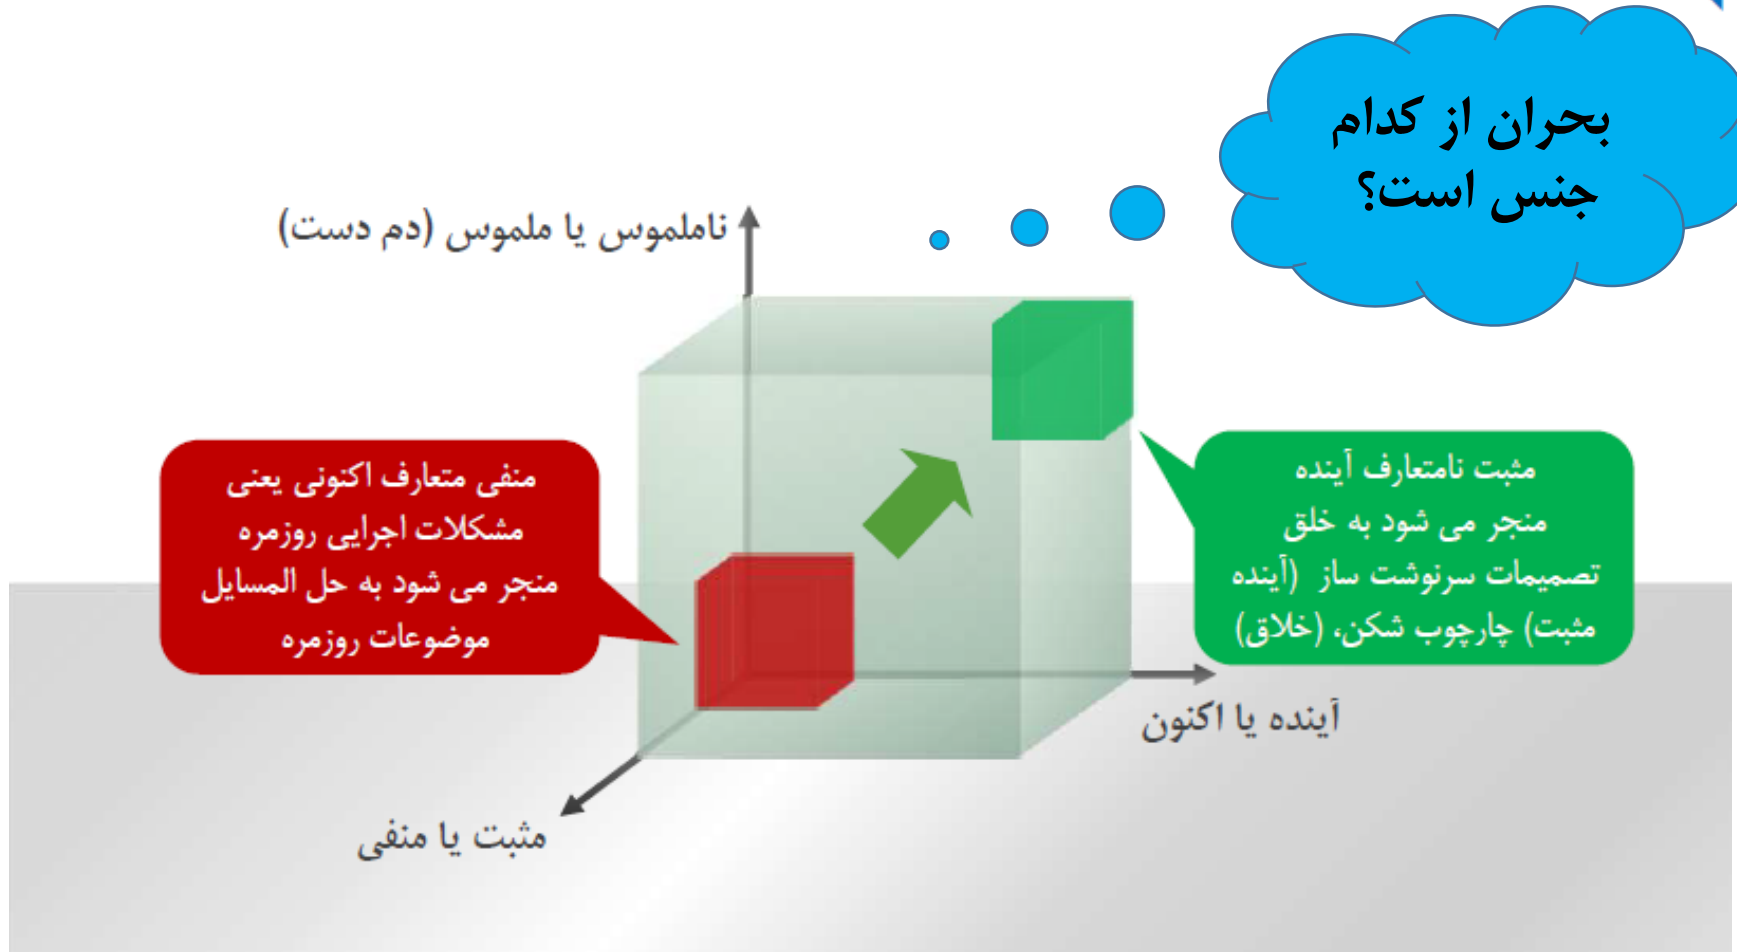 بحران از کدام
جنس است؟
ناملموس یا ملموس (دم دست)
مثبت نامتعارف آینده
منجر می شود به خلق
تصمیمات سرنوشت ساز (آینده
مثبت) چارچوب شکن، (خلاق)
منفی متعارف اکنونی یعنی
مشکلات اجرایی روزمره
منجر می شود به حل المسایل
موضوعات روزمره
آینده یا اکنون
مثبت یا منفی